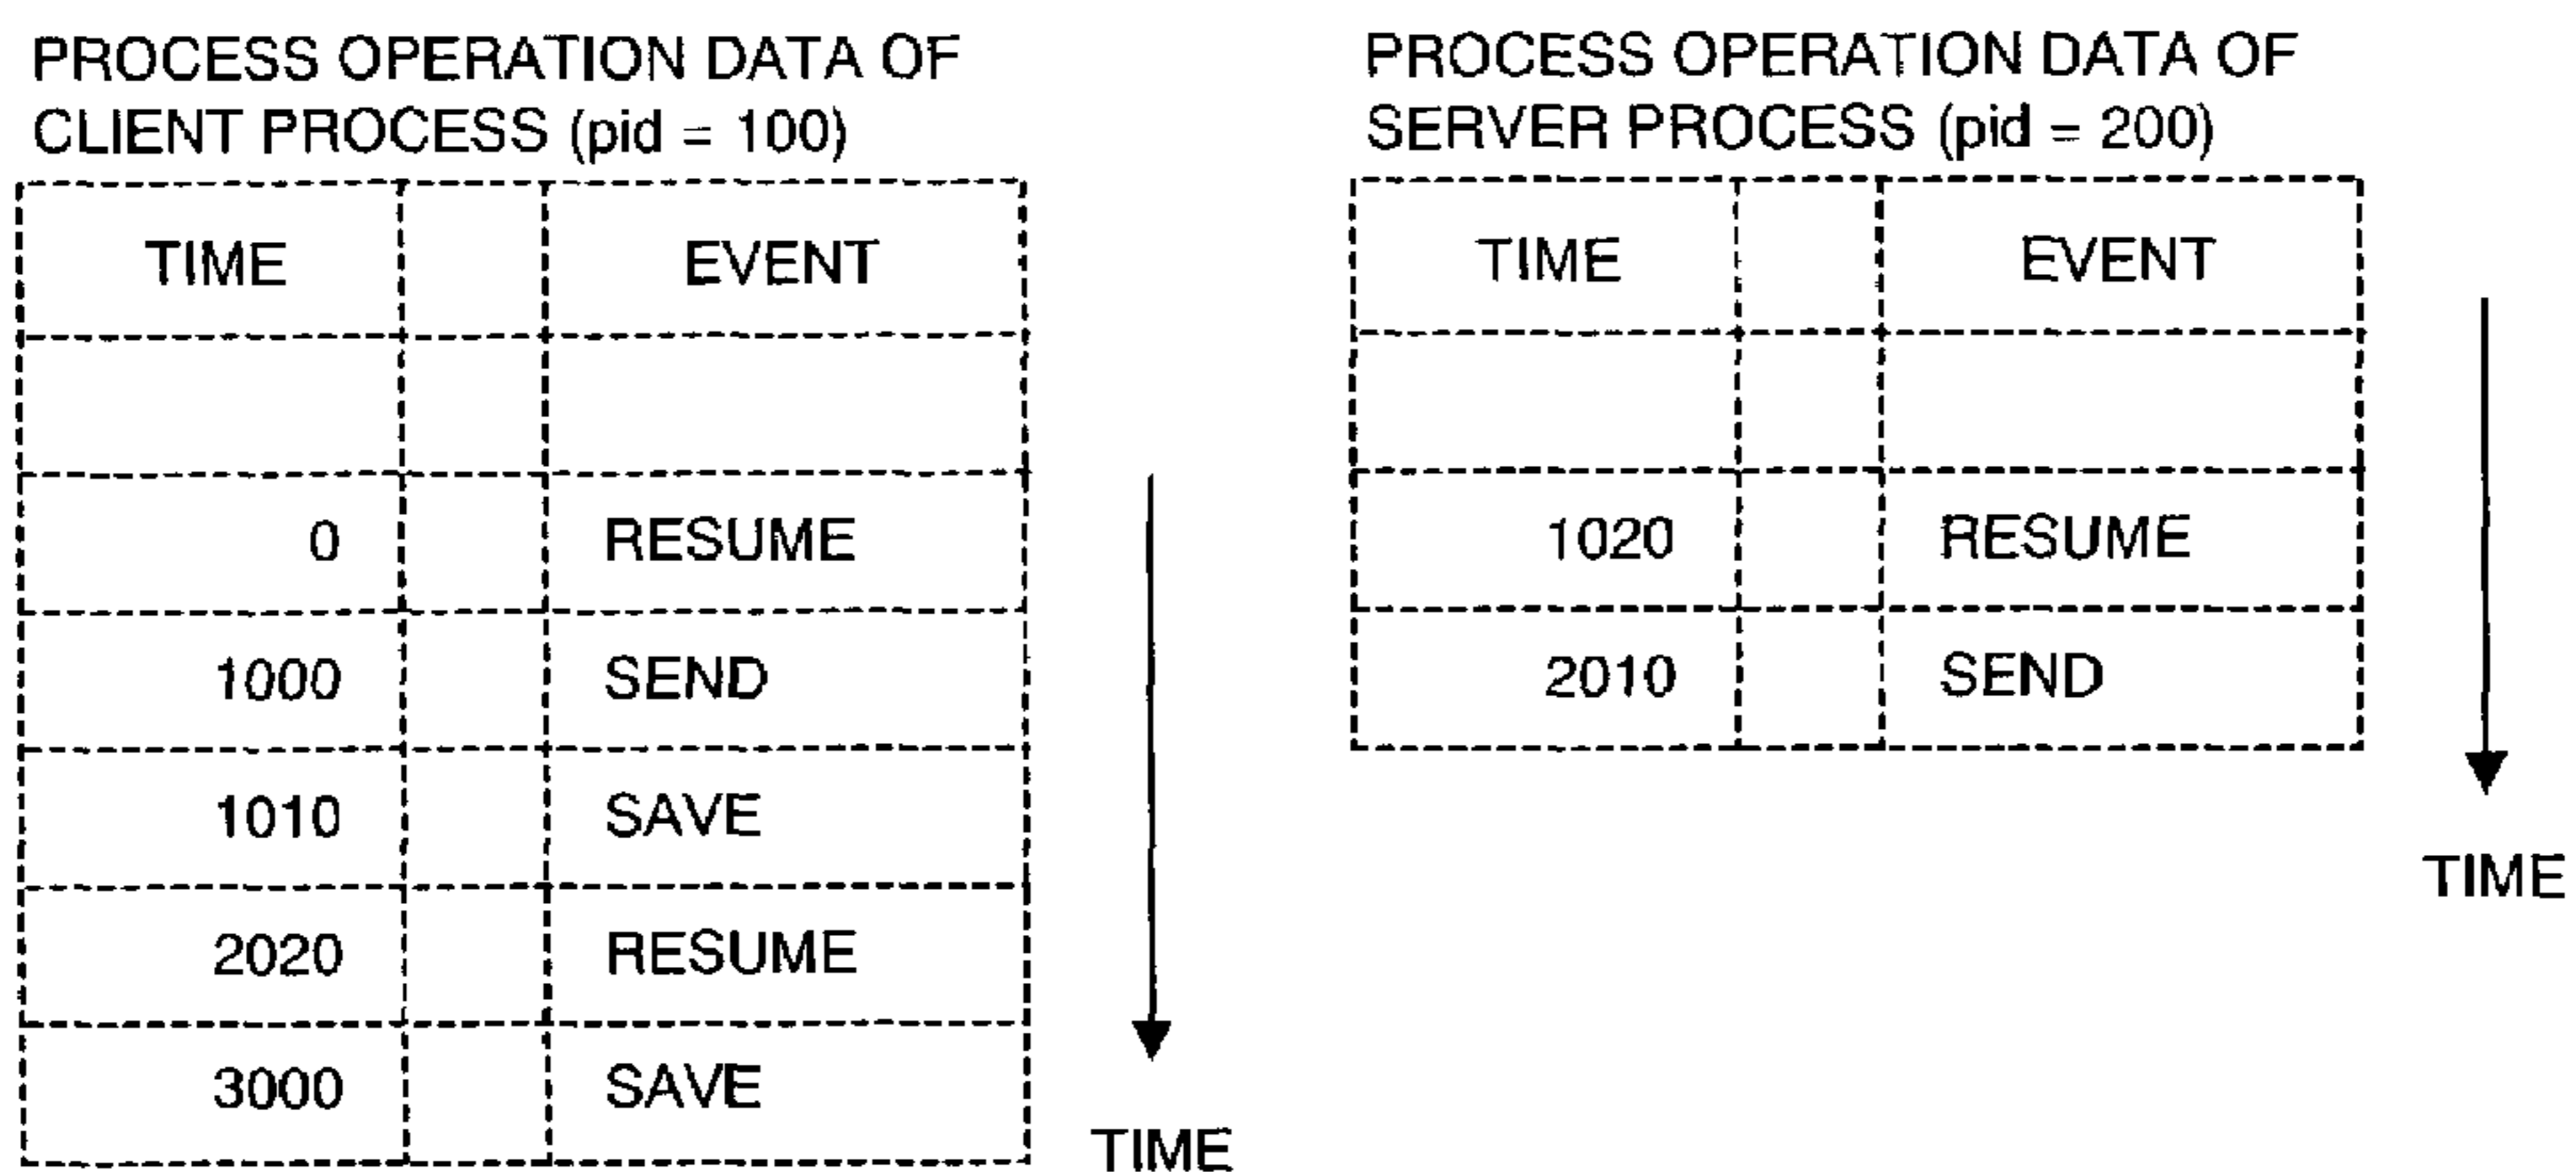 PROCESS OPERATION DATA OF
CLIENT PROCESS (pid = 100)
TIME EVENT
0 RESUME
1000 SEND
1010 SAVE
2020 RESUME
3000 SAVE
TIME
PROCESS OPERATION DATA OF
SERVER PROCESS (pid = 200)
TIME EVENT
1020 RESUME
2010 SEND
TIME